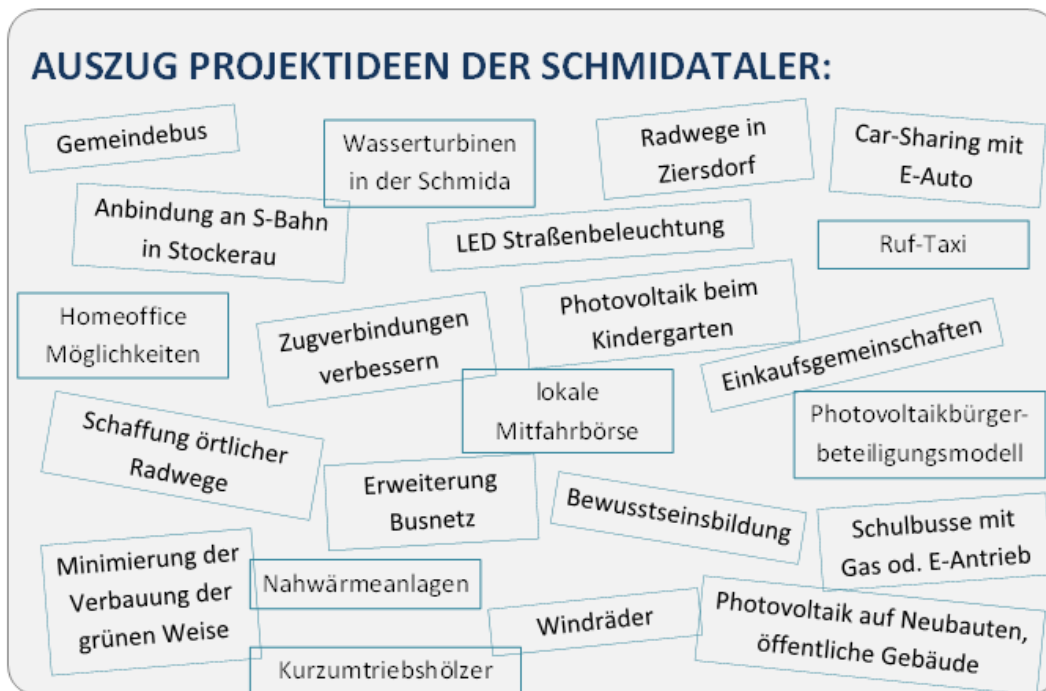 AUSZUG PROJEKTIDEEN DER SCHMIDATALER:
Gemeindebus
Wasserturbinen
in der Schmida
Radwege in
Ziersdorf
Car-Sharing mit
E-Auto
Anbindung an S-Bahn
in Stockerau
LED Straßenbeleuchtung
Ruf-Taxi
Homeoffice
Möglichkeiten
Zugverbindungen
verbessern
Photovoltaik beim
Kindergarten
Einkaufsgemeinschaften
lokale
Mitfahrbörse
Photovoltaikbürger-
beteiligungsmodell
Schaffung örtlicher
Radwege
Erweiterung
Busnetz
Bewusstseinsbildung
Schulbusse mit
Gas od. E-Antrieb
Minimierung der
Verbauung der
grünen Weise
Nahwärmeanlagen
Windräder
Photovoltaik auf Neubauten,
öffentliche Gebäude
Kurzumtriebshölzer